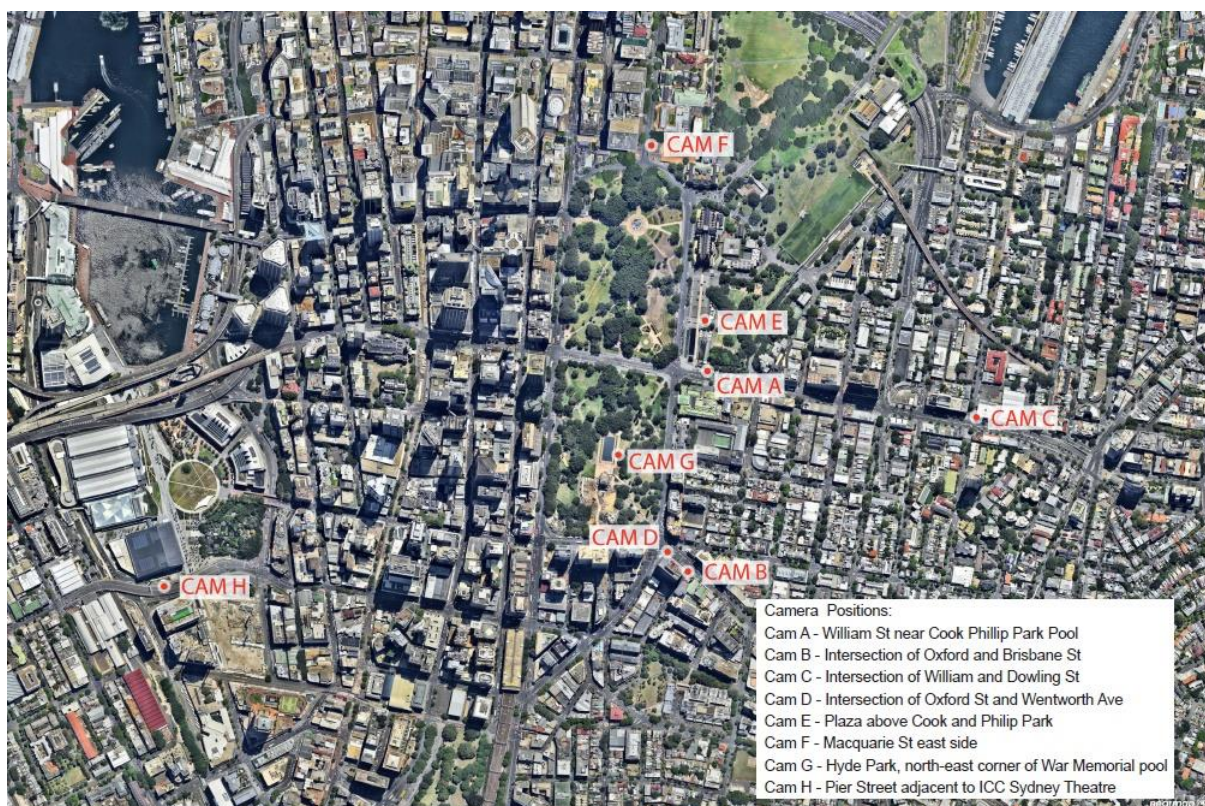 CAM F
CAM E
CAM A
CAM C
CAM G
CAM D
CAM B
CAM H
Camera Positions:
Cam A - William St near Cook Phillip Park Pool
Cam B - Intersection of Oxford and Brisbane St
Cam C - Intersection of William and Dowling St
Cam D - Intersection of Oxford St and Wentworth Ave
Cam E - Plaza above Cook and Philip Park
Cam F - Macquarie St east side
Cam G - Hyde Park, north-east corner of War Memorial pool
Cam H - Pier Street adjacent to ICC Sydney Theatre